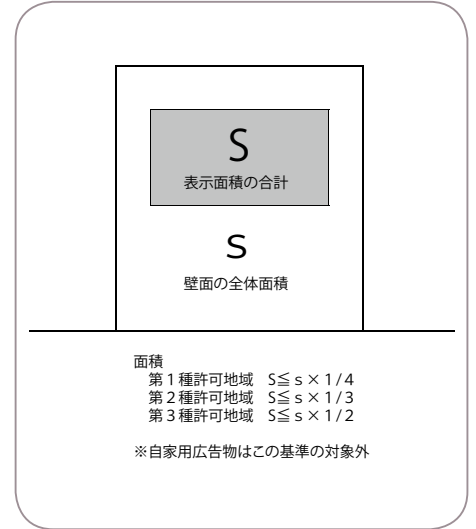 S
表示面積の合計
s
壁面の全体面積
面積
第1種許可地域 S≦s×1/4
第2種許可地域 S≦s×1/3
第3種許可地域 S≦s×1/2
※自家用広告物はこの基準の対象外